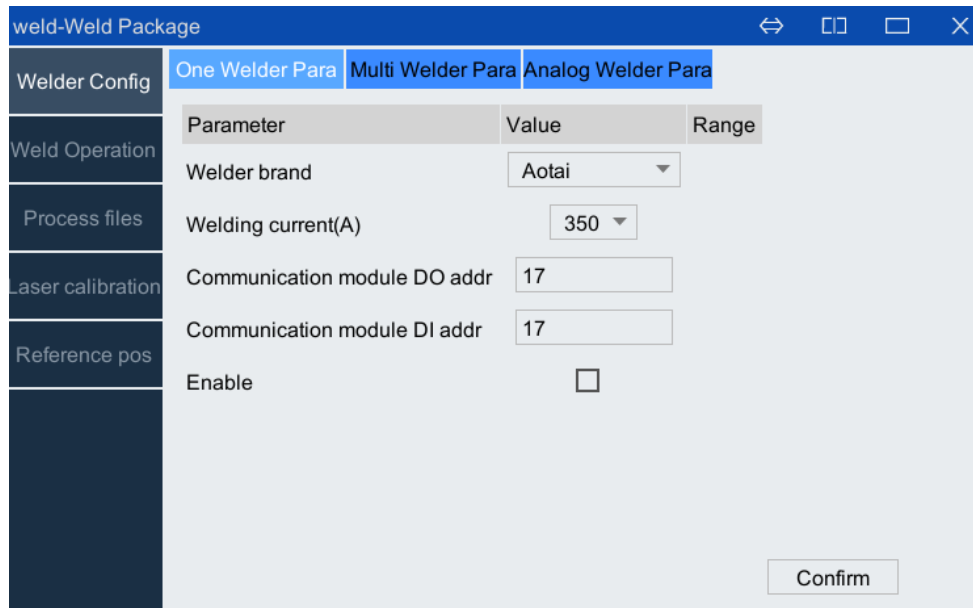 weld-Weld Package
Welder Config
Weld Operation
Process files
Laser calibration
Reference pos
One Welder Para Multi Welder Para Analog Welder Para
Parameter Value Range
Welder brand Aotai
Welding current(A) 350
Communication module DO addr 17
Communication module DI addr 17
Enable
Confirm